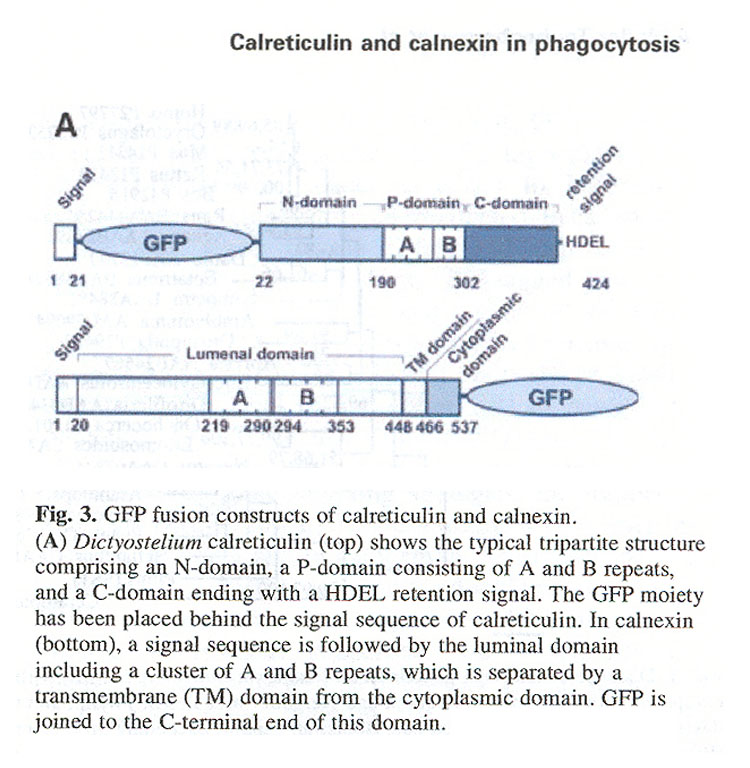 Calreticulin and calnexin in phagocytosis
A
Signal
N-domain P-domain C-domain
retention
signal
GFP A B HDEL
1 21 22 190 302 424
Signal
Lumenal domain
TM domain
Cytoplasmic
domain
A B GFP
1 20 219 290 294 353 448 466 537
Fig. 3. GFP fusion constructs of calreticulin and calnexin.
(A) Dictyostelium calreticulin (top) shows the typical tripartite structure
comprising an N-domain, a P-domain consisting of A and B repeats,
and a C-domain ending with a HDEL retention signal. The GFP moiety
has been placed behind the signal sequence of calreticulin. In calnexin
(bottom), a signal sequence is followed by the luminal domain
including a cluster of A and B repeats, which is separated by a
transmembrane (TM) domain from the cytoplasmic domain. GFP is
joined to the C-terminal end of this domain.